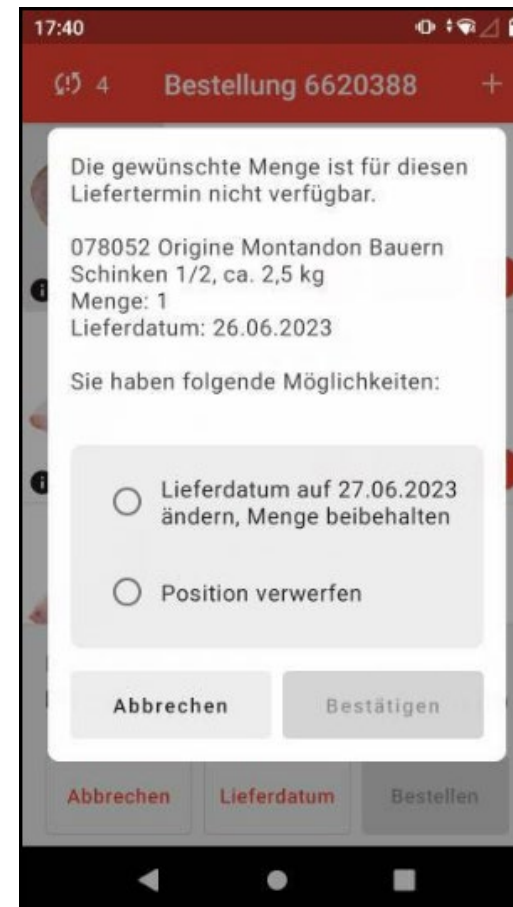 17:40
4 Bestellung 6620388 +
Die gewünschte Menge ist für diesen
Liefertermin nicht verfügbar.
078052 Origine Montandon Bauern
Schinken 1/2, ca. 2,5 kg
Menge: 1
Lieferdatum: 26.06.2023
Sie haben folgende Möglichkeiten:
Lieferdatum auf 27.06.2023
ändern, Menge beibehalten
Position verwerfen
Abbrechen Bestätigen
Abbrechen Lieferdatum Bestellen